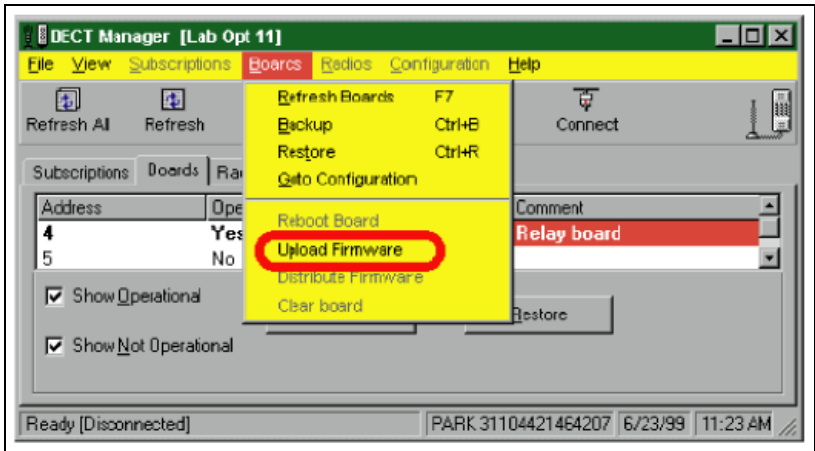 DECT Manager [Lab Opt 11]
File View Subscriptions Boards Radios Configuration Help
Refresh All Refresh Connect
Refresh Boards F7
Backup Ctrl+B
Restore Ctrl+R
Goto Configuration
Reboot Board
Upload Firmware
Distribute Firmware
Clear board
Subscriptions Boards Ra
Address Ope Comment
4 Yes Relay board
5 No
Show Operational
Restore
Show Not Operational
Ready [Disconnected] PARK 31104421464207 6/23/99 11:23 AM